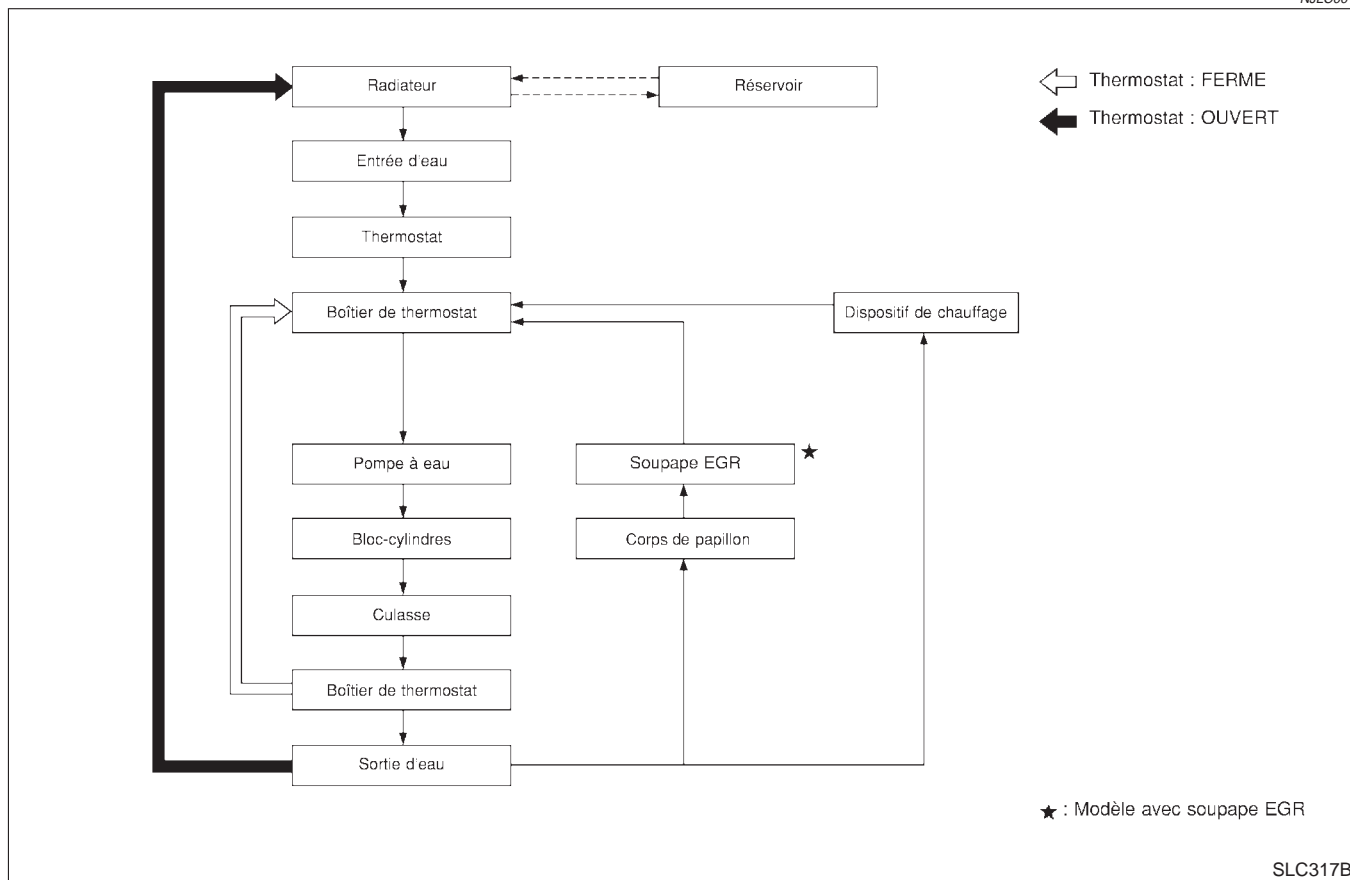 Radiateur
Réservoir
Thermostat : FERME
Thermostat : OUVERT
Entrée d'eau
Thermostat
Boîtier de thermostat
Dispositif de chauffage
Pompe à eau
Soupape EGR
★
Bloc-cylindres
Corps de papillon
Culasse
Boîtier de thermostat
Sortie d'eau
★ : Modèle avec soupape EGR
SLC317B